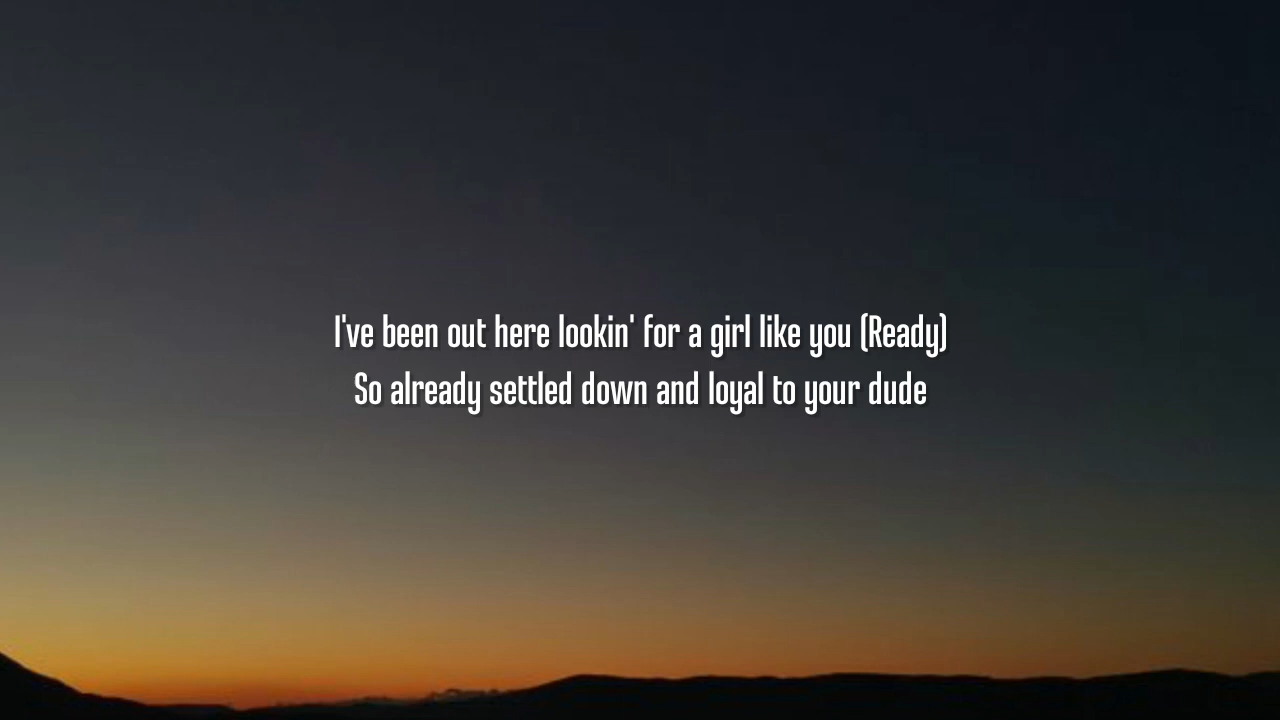 I've been out here lookin' for a girl like you (Ready)
So already settled down and loyal to your dude